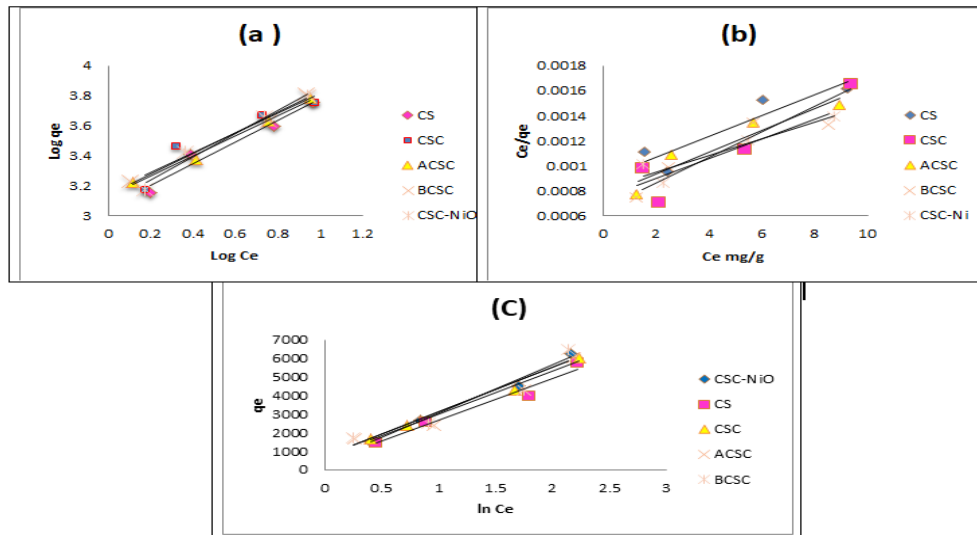 (a )
Log qe
4
3.8
3.6
3.4
3.2
3
0
0.2
0.4
0.6
0.8
1
1.2
Log Ce
CS
CSC
ACSC
BCSC
CSC-NiO
(b)
Ce/qe
0.0018
0.0016
0.0014
0.0012
0.001
0.0008
0.0006
0
2
4
6
8
10
Ce mg/g
CS
CSC
ACSC
BCSC
CSC-Ni
(C)
qe
7000
6000
5000
4000
3000
2000
1000
0
0
0.5
1
1.5
2
2.5
3
ln Ce
CSC-NiO
CS
CSC
ACSC
BCSC